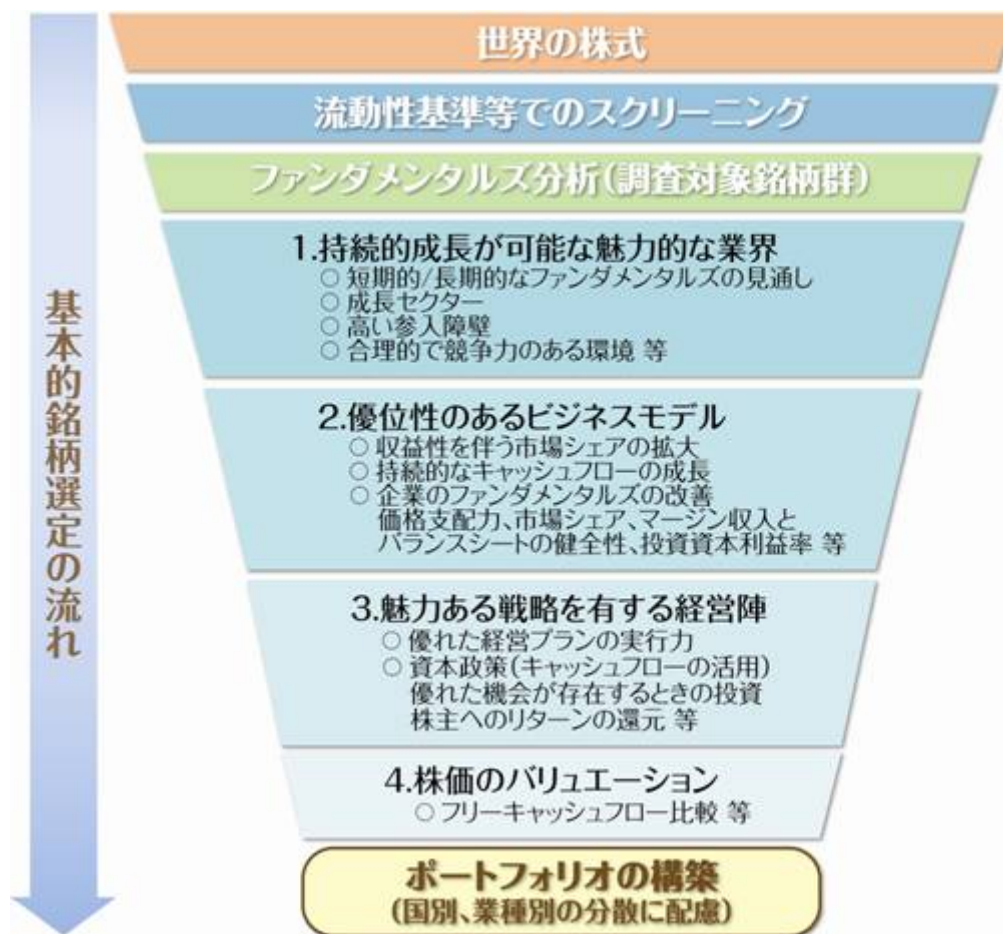 世界の株式
流動性基準等でのスクリーニング
ファンダメンタルズ分析(調査対象銘柄群)
基本的銘柄選定の流れ
1.持続的成長が可能な魅力的な業界
○ 短期的/長期的なファンダメンタルズの見通し
○ 成長セクター
○ 高い参入障壁
○ 合理的で競争力のある環境 等
2.優位性のあるビジネスモデル
○ 収益性を伴う市場シェアの拡大
○ 持続的なキャッシュフローの成長
○ 企業のファンダメンタルズの改善
価格支配力、市場シェア、マージン収入と
バランスシートの健全性、投資資本利益率 等
3.魅力ある戦略を有する経営陣
○ 優れた経営プランの実行力
○ 資本政策(キャッシュフローの活用)
優れた機会が存在するときの投資
株主へのリターンの還元 等
4.株価のバリュエーション
○ フリーキャッシュフロー比較 等
ポートフォリオの構築
(国別、業種別の分散に配慮)